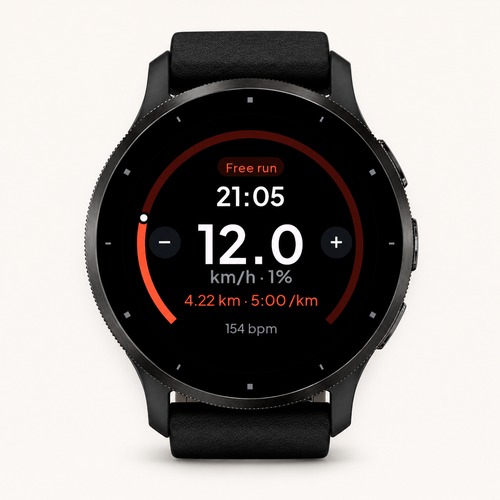 Free run
21:05
− 12.0 +
km/h · 1%
4.22 km · 5:00 /km
154 bpm